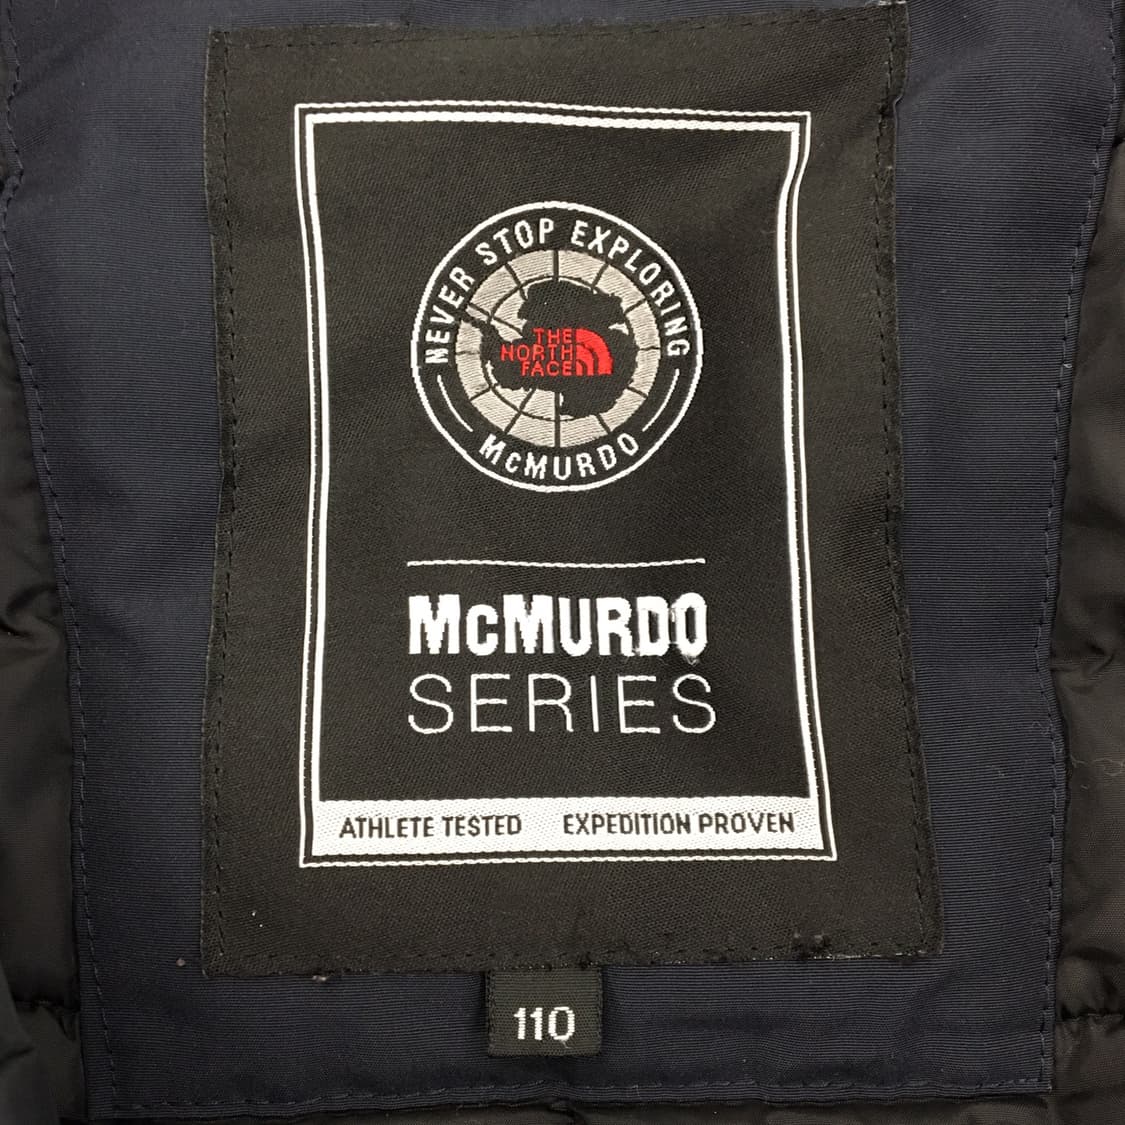 NEVER STOP EXPLORING
THE
NORTH
FACE
McMURDO
McMURDO
SERIES
ATHLETE TESTED EXPEDITION PROVEN
110